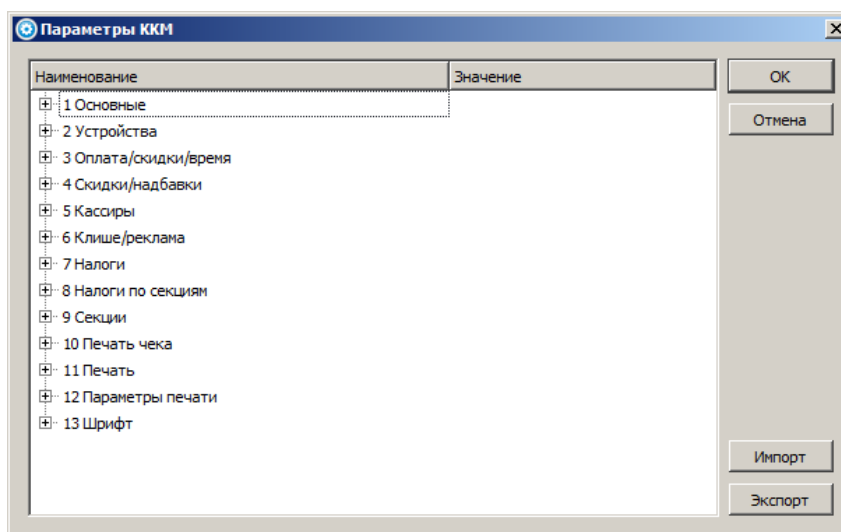 Параметры ККМ
Наименование Значение
1 Основные
2 Устройства
3 Оплата/скидки/время
4 Скидки/надбавки
5 Кассиры
6 Клише/реклама
7 Налоги
8 Налоги по секциям
9 Секции
10 Печать чека
11 Печать
12 Параметры печати
13 Шрифт
OK
Отмена
Импорт
Экспорт